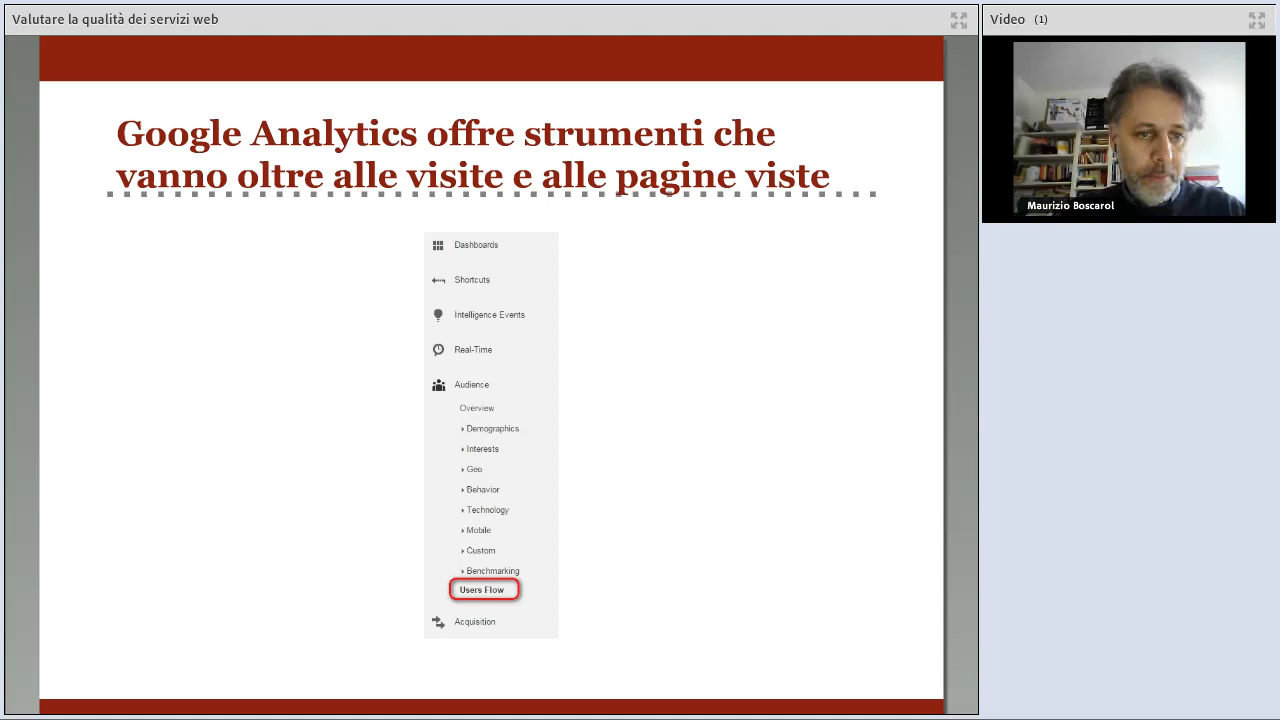 Valutare la qualità dei servizi web
Video (1)
Google Analytics offre strumenti che
vanno oltre alle visite e alle pagine viste
Maurizio Boscarol
Dashboards
Shortcuts
Intelligence Events
Real-Time
Audience
Overview
Demographics
Interests
Geo
Behavior
Technology
Mobile
Custom
Benchmarking
Users Flow
Acquisition